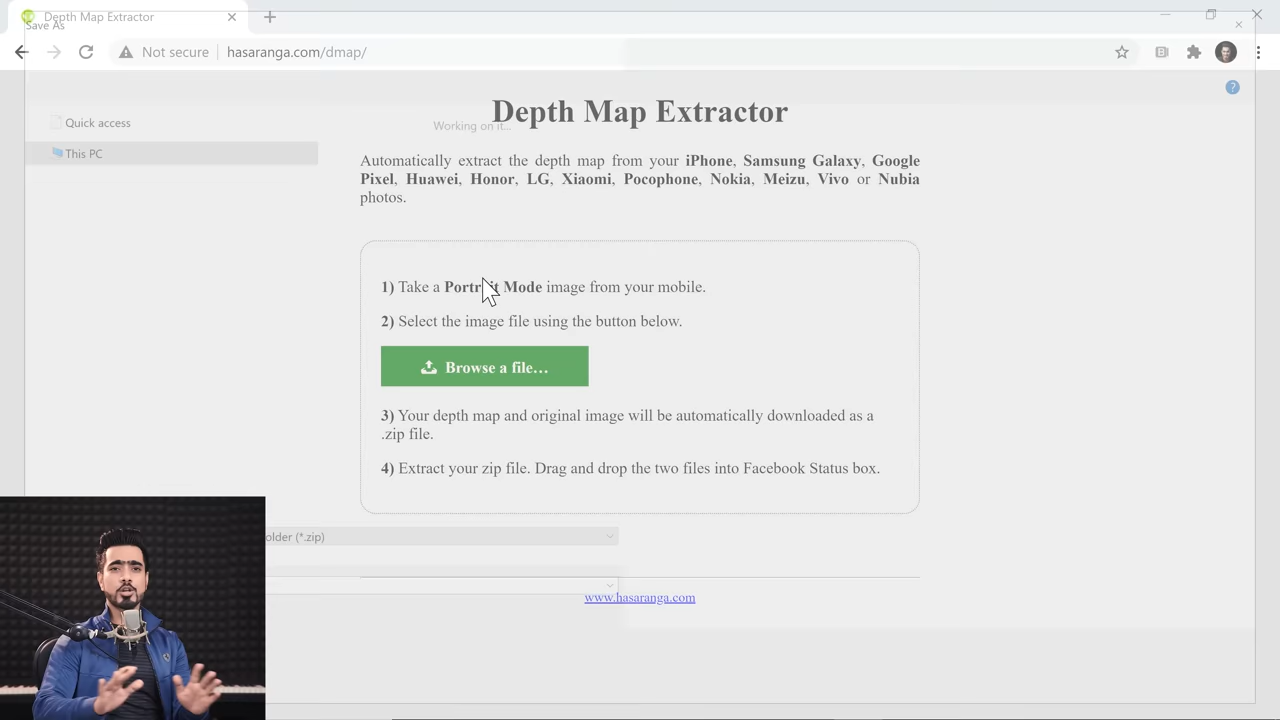 Depth Map Extractor
Save As
Not secure
hasaranga.com/dmap/
Depth Map Extractor
Quick access
Working on it...
This PC
Automatically extract the depth map from your iPhone, Samsung Galaxy, Google
Pixel, Huawei, Honor, LG, Xiaomi, Pocophone, Nokia, Meizu, Vivo or Nubia
photos.
1) Take a Portrait Mode image from your mobile.
2) Select the image file using the button below.
Browse a file...
3) Your depth map and original image will be automatically downloaded as a
.zip file.
4) Extract your zip file. Drag and drop the two files into Facebook Status box.
older (*.zip)
www.hasaranga.com